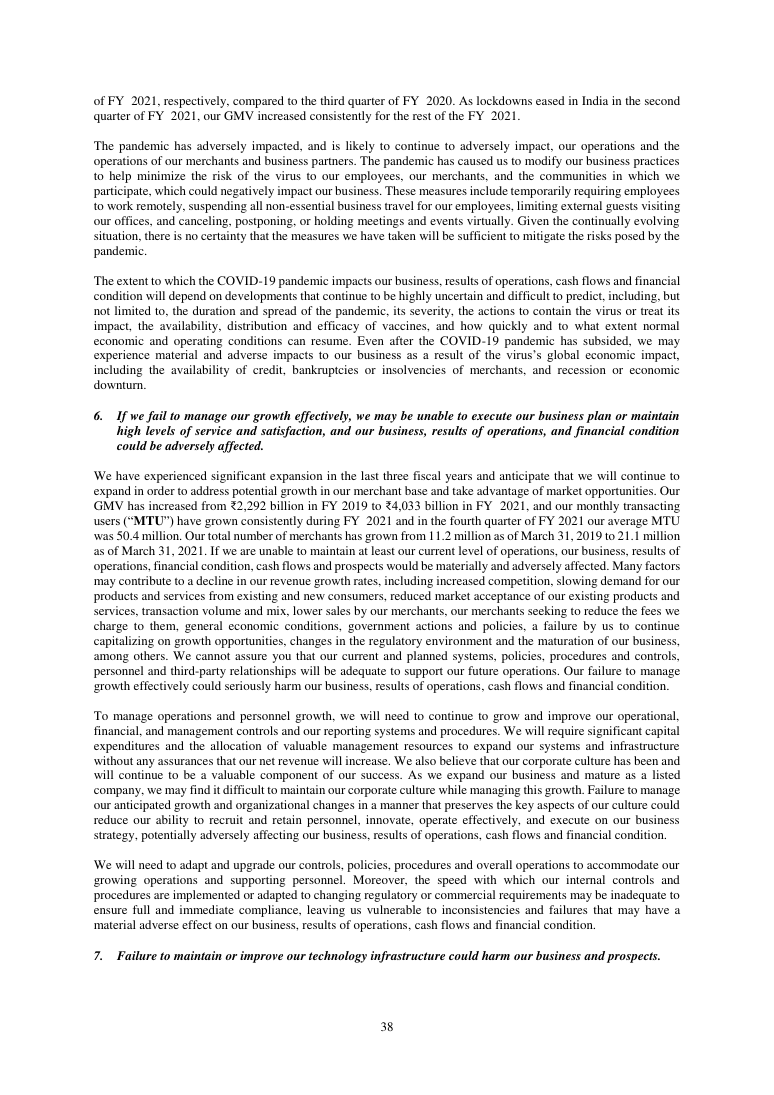 of FY 2021, respectively, compared to the third quarter of FY 2020. As lockdowns eased in India in the second
quarter of FY 2021, our GMV increased consistently for the rest of the FY 2021.
The pandemic has adversely impacted, and is likely to continue to adversely impact, our operations and the
operations of our merchants and business partners. The pandemic has caused us to modify our business practices
to help minimize the risk of the virus to our employees, our merchants, and the communities in which we
participate, which could negatively impact our business. These measures include temporarily requiring employees
to work remotely, suspending all non-essential business travel for our employees, limiting external guests visiting
our offices, and canceling, postponing, or holding meetings and events virtually. Given the continually evolving
situation, there is no certainty that the measures we have taken will be sufficient to mitigate the risks posed by the
pandemic.
The extent to which the COVID-19 pandemic impacts our business, results of operations, cash flows and financial
condition will depend on developments that continue to be highly uncertain and difficult to predict, including, but
not limited to, the duration and spread of the pandemic, its severity, the actions to contain the virus or treat its
impact, the availability, distribution and efficacy of vaccines, and how quickly and to what extent normal
economic and operating conditions can resume. Even after the COVID-19 pandemic has subsided, we may
experience material and adverse impacts to our business as a result of the virus’s global economic impact,
including the availability of credit, bankruptcies or insolvencies of merchants, and recession or economic
downturn.
6. If we fail to manage our growth effectively, we may be unable to execute our business plan or maintain
high levels of service and satisfaction, and our business, results of operations, and financial condition
could be adversely affected.
We have experienced significant expansion in the last three fiscal years and anticipate that we will continue to
expand in order to address potential growth in our merchant base and take advantage of market opportunities. Our
GMV has increased from ₹2,292 billion in FY 2019 to ₹4,033 billion in FY 2021, and our monthly transacting
users (“MTU”) have grown consistently during FY 2021 and in the fourth quarter of FY 2021 our average MTU
was 50.4 million. Our total number of merchants has grown from 11.2 million as of March 31, 2019 to 21.1 million
as of March 31, 2021. If we are unable to maintain at least our current level of operations, our business, results of
operations, financial condition, cash flows and prospects would be materially and adversely affected. Many factors
may contribute to a decline in our revenue growth rates, including increased competition, slowing demand for our
products and services from existing and new consumers, reduced market acceptance of our existing products and
services, transaction volume and mix, lower sales by our merchants, our merchants seeking to reduce the fees we
charge to them, general economic conditions, government actions and policies, a failure by us to continue
capitalizing on growth opportunities, changes in the regulatory environment and the maturation of our business,
among others. We cannot assure you that our current and planned systems, policies, procedures and controls,
personnel and third-party relationships will be adequate to support our future operations. Our failure to manage
growth effectively could seriously harm our business, results of operations, cash flows and financial condition.
To manage operations and personnel growth, we will need to continue to grow and improve our operational,
financial, and management controls and our reporting systems and procedures. We will require significant capital
expenditures and the allocation of valuable management resources to expand our systems and infrastructure
without any assurances that our net revenue will increase. We also believe that our corporate culture has been and
will continue to be a valuable component of our success. As we expand our business and mature as a listed
company, we may find it difficult to maintain our corporate culture while managing this growth. Failure to manage
our anticipated growth and organizational changes in a manner that preserves the key aspects of our culture could
reduce our ability to recruit and retain personnel, innovate, operate effectively, and execute on our business
strategy, potentially adversely affecting our business, results of operations, cash flows and financial condition.
We will need to adapt and upgrade our controls, policies, procedures and overall operations to accommodate our
growing operations and supporting personnel. Moreover, the speed with which our internal controls and
procedures are implemented or adapted to changing regulatory or commercial requirements may be inadequate to
ensure full and immediate compliance, leaving us vulnerable to inconsistencies and failures that may have a
material adverse effect on our business, results of operations, cash flows and financial condition.
7. Failure to maintain or improve our technology infrastructure could harm our business and prospects.
38